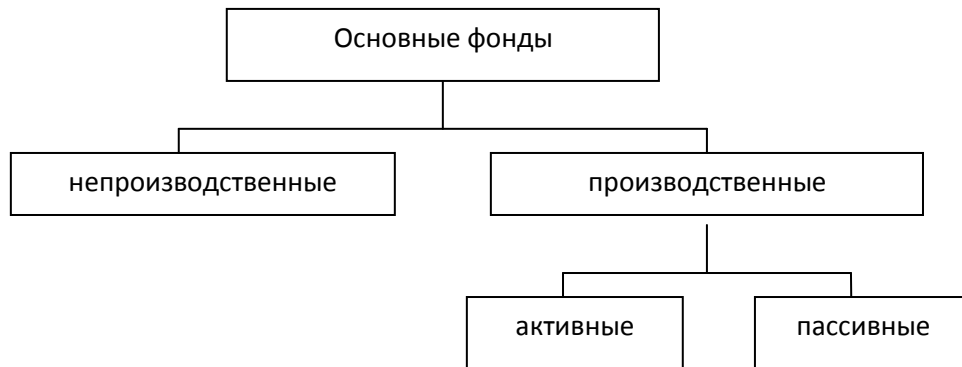 Основные фонды
непроизводственные
производственные
активные
пассивные